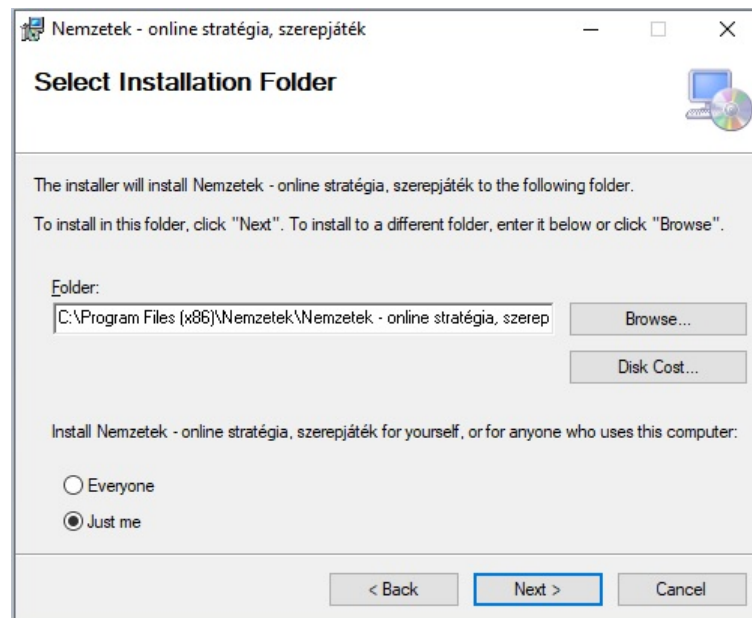 Nemzetek - online stratégia, szerepjáték
Select Installation Folder
The installer will install Nemzetek - online stratégia, szerepjáték to the following folder.
To install in this folder, click "Next". To install to a different folder, enter it below or click "Browse".
Folder:
C:\Program Files (x86)\Nemzetek\Nemzetek - online stratégia, szerep
Browse...
Disk Cost...
Install Nemzetek - online stratégia, szerepjáték for yourself, or for anyone who uses this computer:
Everyone
Just me
< Back
Next >
Cancel